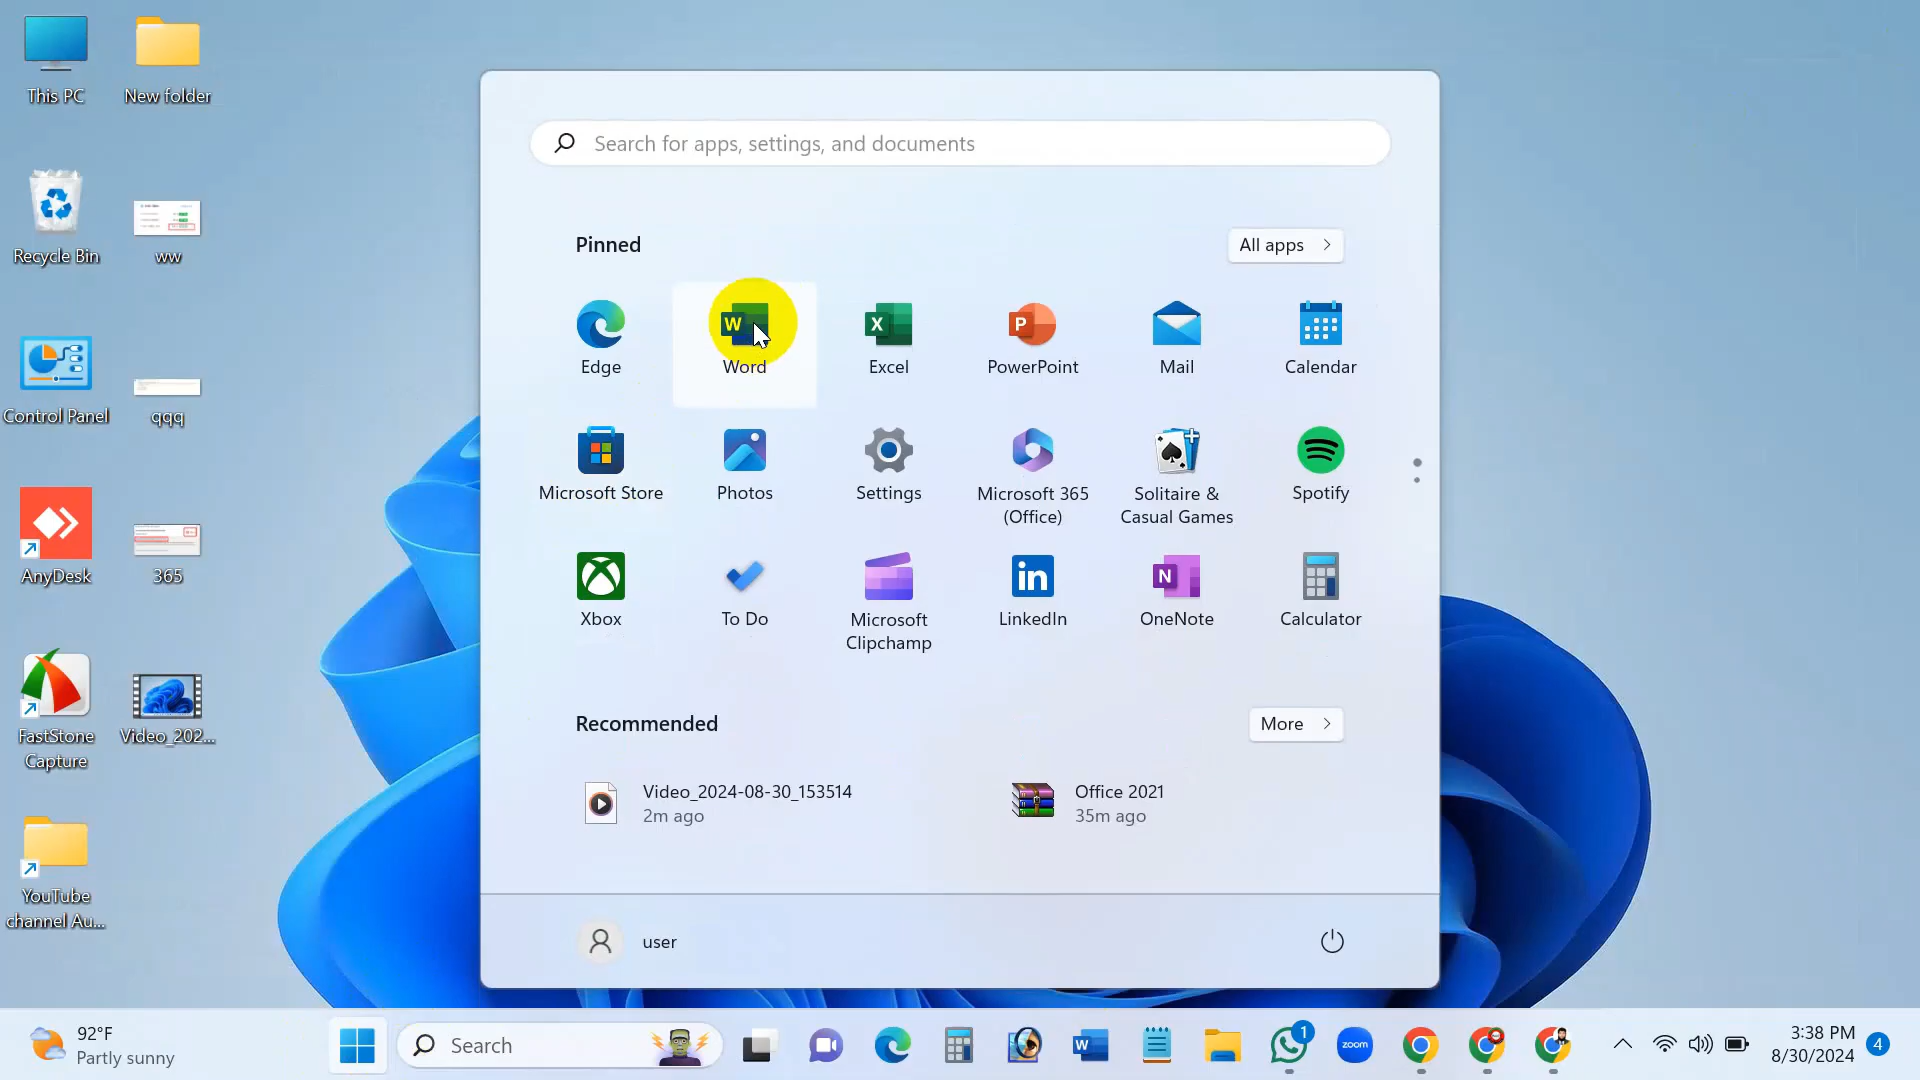 This PC
New folder
Recycle Bin
ww
Control Panel
qqq
AnyDesk
365
FastStone
Capture
Video_202...
YouTube
channel Au...
Search for apps, settings, and documents
Pinned
All apps
Edge
Word
Excel
PowerPoint
Mail
Calendar
Microsoft Store
Photos
Settings
Microsoft 365
(Office)
Solitaire &
Casual Games
Spotify
Xbox
To Do
Microsoft
Clipchamp
LinkedIn
OneNote
Calculator
Recommended
More
Video_2024-08-30_153514
2m ago
Office 2021
35m ago
user
92°F
Partly sunny
Search
1
zoom
3:38 PM
8/30/2024
4